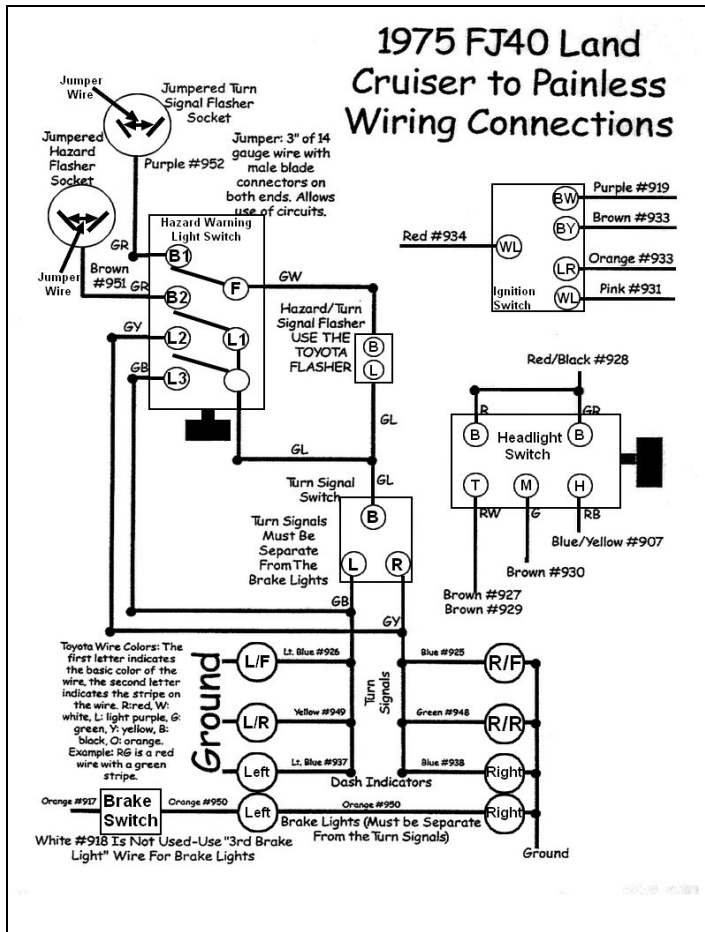 1975 FJ40 Land
Cruiser to Painless
Wiring Connections
Jumper
Wire
Jumpered Turn
Signal Flasher
Socket
Jumpered
Hazard
Flasher
Socket
Purple #952
Jumper: 3" of 14
gauge wire with
male blade
connectors on
both ends. Allows
use of circuits.
Jumper
Wire
Brown
#951
GR
GR
GY
GB
Hazard Warning
Light Switch
B1
F
B2
L2
L1
L3
GW
Hazard/Turn
Signal Flasher
USE THE
TOYOTA
FLASHER
B
L
GL
GL
GL
Red #934
WL
BW
BY
LR
WL
Ignition
Switch
Purple #919
Brown #933
Orange #933
Pink #931
Red/Black #928
R
GR
B
B
Headlight
Switch
T
M
H
RW
G
RB
Blue/Yellow #907
Brown #930
Brown #927
Brown #929
Turn Signal
Switch
B
L
R
Turn Signals
Must Be
Separate
From The
Brake Lights
GB
GY
Toyota Wire Colors: The
first letter indicates
the basic color of the
wire, the second letter
indicates the stripe on
the wire. R:red, W:
white, L: light purple, G:
green, Y: yellow, B:
black, O: orange.
Example: RG is a red
wire with a green
stripe.
Ground
L/F
Lt. Blue #926
L/R
Yellow #949
Left
Lt. Blue #937
Turn
Signals
Blue #925
R/F
Green #948
R/R
Blue #938
Right
Dash Indicators
Orange #917
Brake
Switch
Orange #950
Left
Orange #950
Right
Brake Lights (Must be Separate
From the Turn Signals)
White #918 Is Not Used-Use "3rd Brake
Light" Wire For Brake Lights
Ground